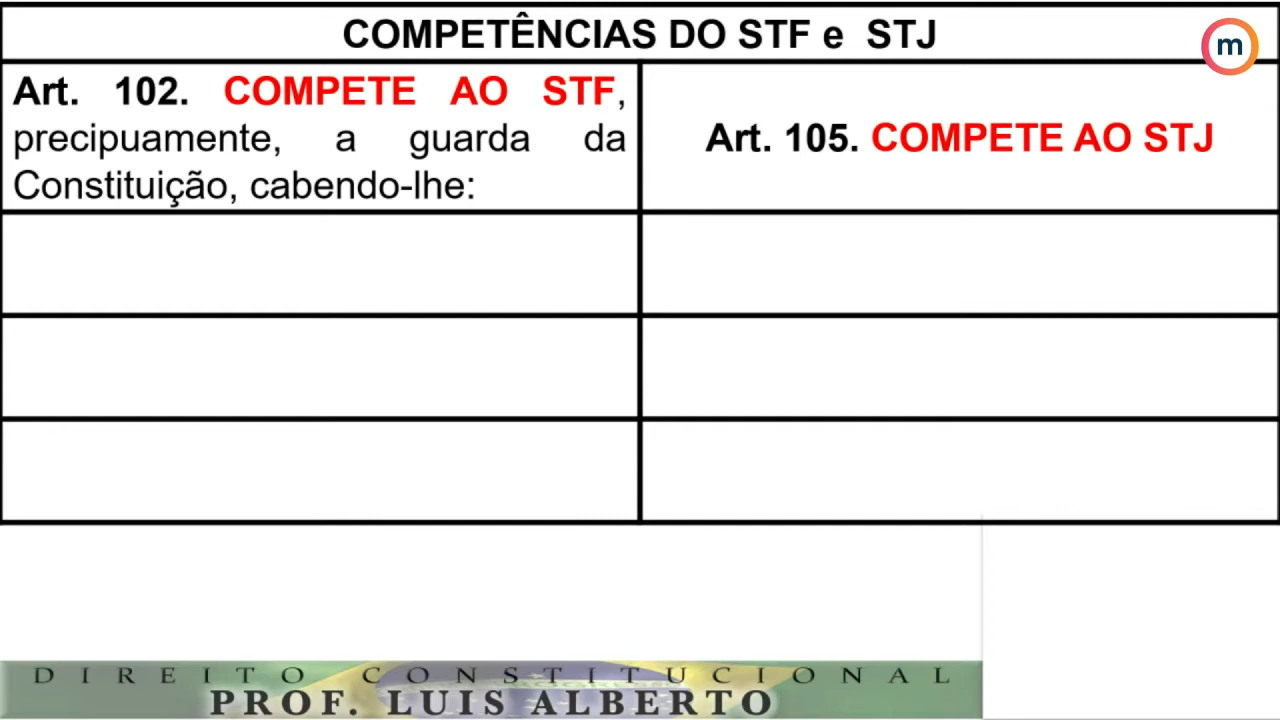 COMPETÊNCIAS DO STF e STJ
m
Art. 102. COMPETE AO STF,
precipuamente, a guarda da
Constituição, cabendo-lhe:
Art. 105. COMPETE AO STJ
DIREITO CONSTITUCIONAL
PROF. LUIS ALBERTO